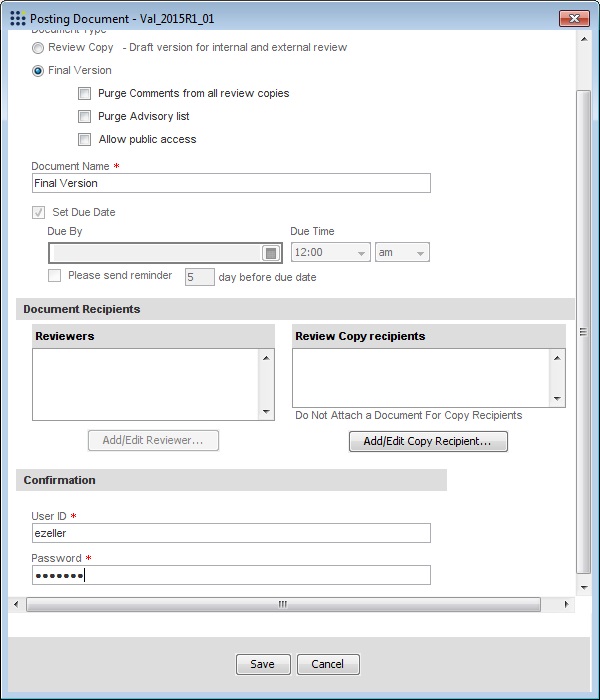 Posting Document - Val_2015R1_01
Document Type
Review Copy - Draft version for internal and external review
Final Version
Purge Comments from all review copies
Purge Advisory list
Allow public access
Document Name *
Final Version
Set Due Date
Due By Due Time
12:00 am
Please send reminder 5 day before due date
Document Recipients
Reviewers Review Copy recipients
Do Not Attach a Document For Copy Recipients
Add/Edit Reviewer... Add/Edit Copy Recipient...
Confirmation
User ID *
ezeller
Password *
•••••••
Save Cancel